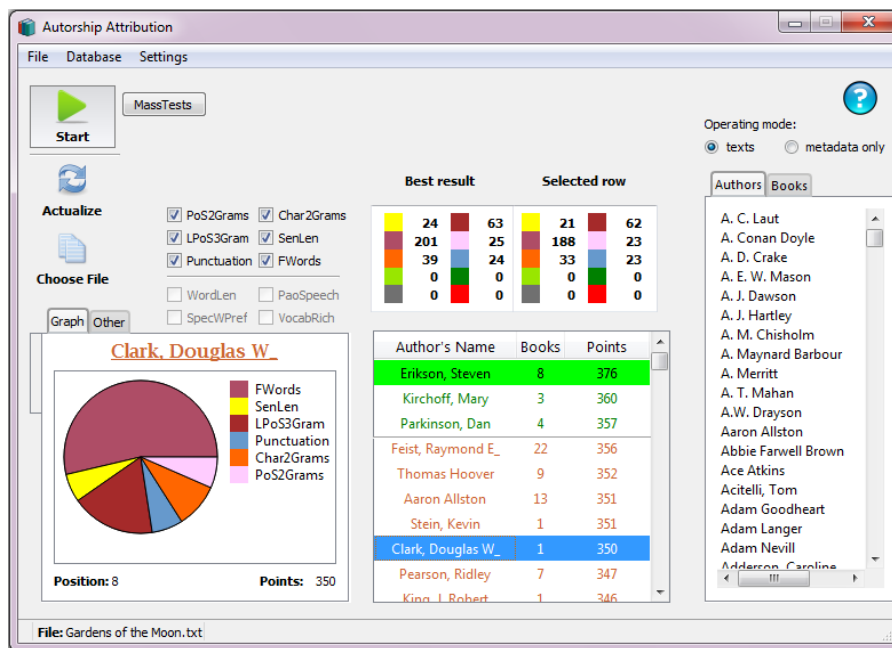 Autorship Attribution
File Database Settings
Start
MassTests
Actualize
Choose File
Operating mode:
texts metadata only
PoS2Grams Char2Grams
LPoS3Gram SenLen
Punctuation FWords
WordLen PaoSpeech
SpecWPref VocabRich
Best result Selected row
24 63 21 62
201 25 188 23
39 24 33 23
0 0 0 0
0 0 0 0
Graph Other
Clark, Douglas W_
FWords
SenLen
LPoS3Gram
Punctuation
Char2Grams
PoS2Grams
Position: 8 Points: 350
Author's Name Books Points
Erikson, Steven 8 376
Kirchoff, Mary 3 360
Parkinson, Dan 4 357
Feist, Raymond E_ 22 356
Thomas Hoover 9 352
Aaron Allston 13 351
Stein, Kevin 1 351
Clark, Douglas W_ 1 350
Pearson, Ridley 7 347
King, J. Robert 1 346
Authors Books
A. C. Laut
A. Conan Doyle
A. D. Crake
A. E. W. Mason
A. J. Dawson
A. J. Hartley
A. M. Chisholm
A. Maynard Barbour
A. Merritt
A. T. Mahan
A.W. Drayson
Aaron Allston
Abbie Farwell Brown
Ace Atkins
Acitelli, Tom
Adam Goodheart
Adam Langer
Adam Nevill
Adderson, Caroline
File: Gardens of the Moon.txt